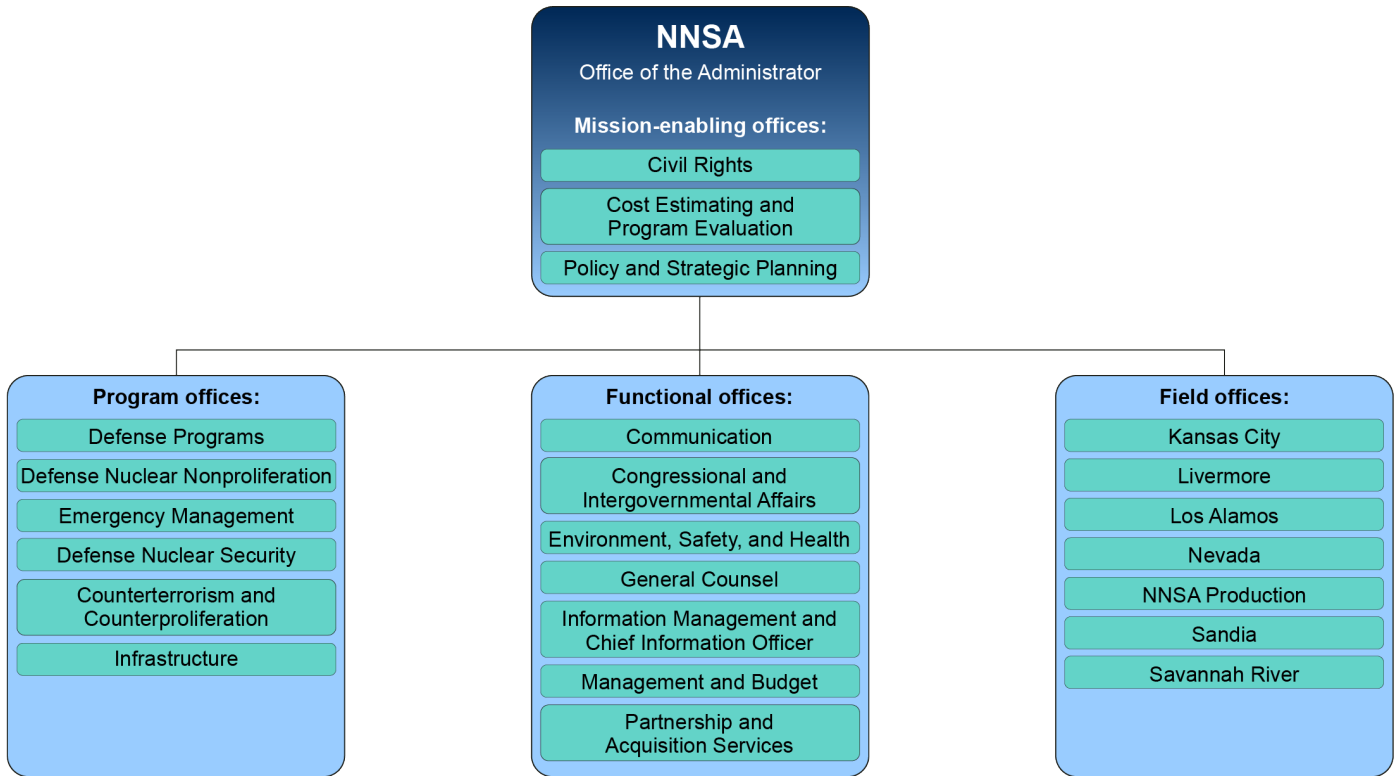 NNSA
Office of the Administrator
Mission-enabling offices:
Civil Rights
Cost Estimating and
Program Evaluation
Policy and Strategic Planning
Program offices:
Defense Programs
Defense Nuclear Nonproliferation
Emergency Management
Defense Nuclear Security
Counterterrorism and
Counterproliferation
Infrastructure
Functional offices:
Communication
Congressional and
Intergovernmental Affairs
Environment, Safety, and Health
General Counsel
Information Management and
Chief Information Officer
Management and Budget
Partnership and
Acquisition Services
Field offices:
Kansas City
Livermore
Los Alamos
Nevada
NNSA Production
Sandia
Savannah River